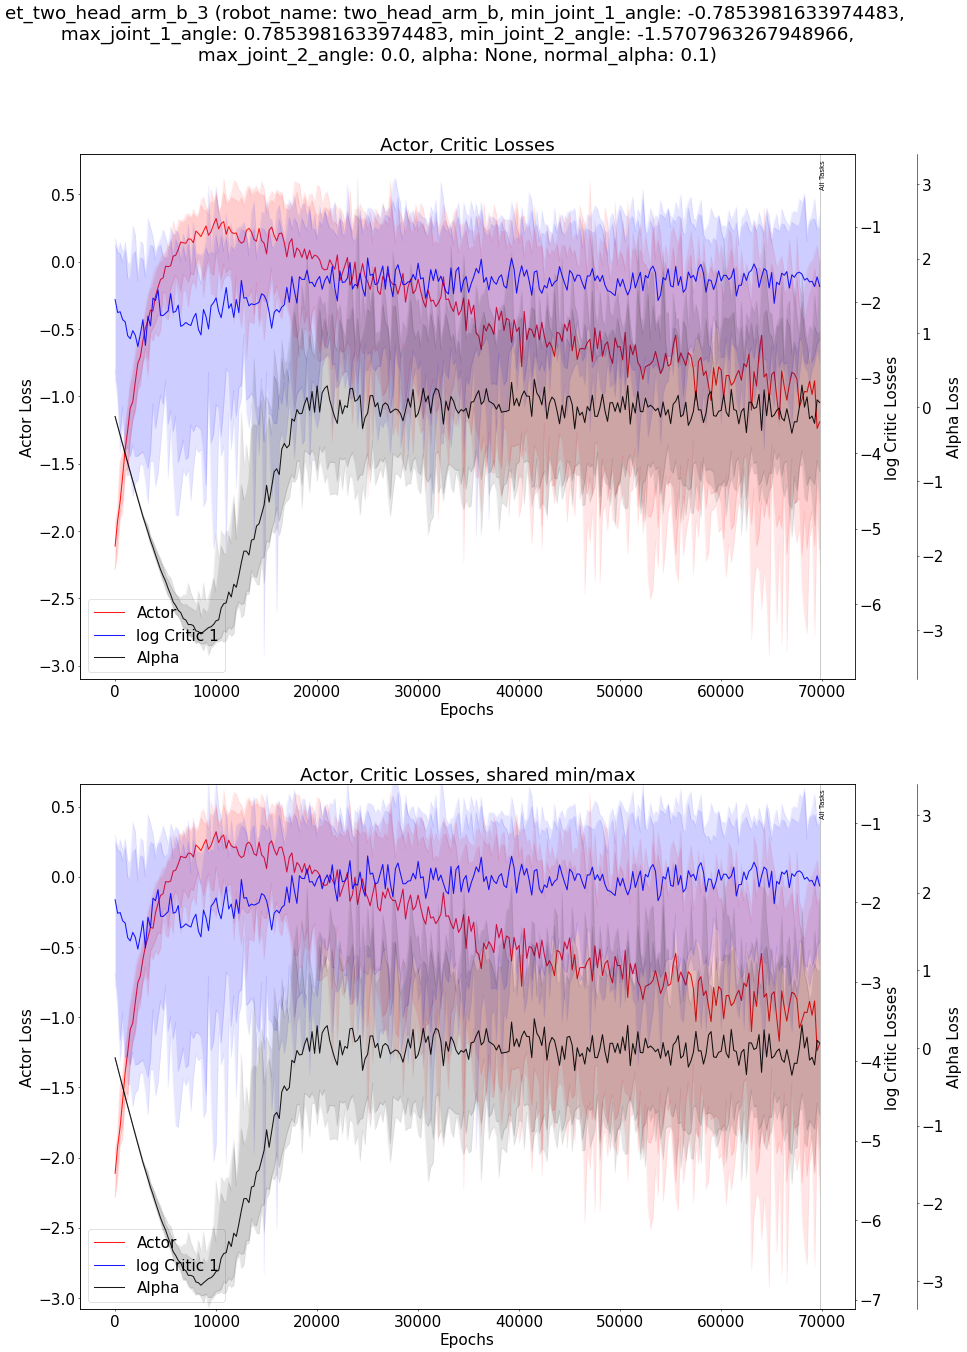 et_two_head_arm_b_3 (robot_name: two_head_arm_b, min_joint_1_angle: -0.7853981633974483,
max_joint_1_angle: 0.7853981633974483, min_joint_2_angle: -1.5707963267948966,
max_joint_2_angle: 0.0, alpha: None, normal_alpha: 0.1)
Actor, Critic Losses
All Tasks
0.5
0.0
−0.5
−1.0
−1.5
−2.0
−2.5
−3.0
Actor Loss
−1
−2
−3
−4
−5
−6
log Critic Losses
3
2
1
0
−1
−2
−3
Alpha Loss
Actor
log Critic 1
Alpha
0 10000 20000 30000 40000 50000 60000 70000
Epochs
Actor, Critic Losses, shared min/max
All Tasks
0.5
0.0
−0.5
−1.0
−1.5
−2.0
−2.5
−3.0
Actor Loss
−1
−2
−3
−4
−5
−6
−7
log Critic Losses
3
2
1
0
−1
−2
−3
Alpha Loss
Actor
log Critic 1
Alpha
0 10000 20000 30000 40000 50000 60000 70000
Epochs